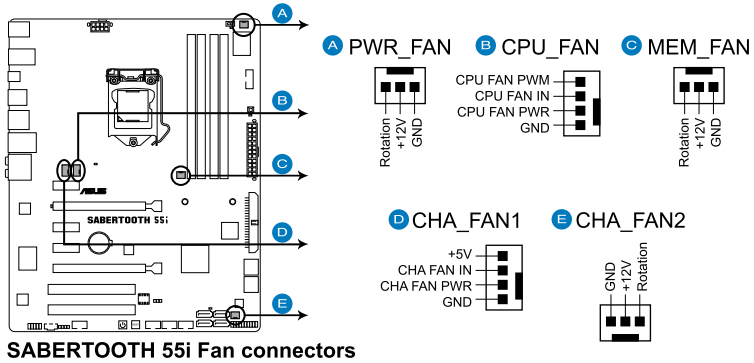 A
B
C
D
E
ASUS
SABERTOOTH 55i
A PWR_FAN
Rotation
+12V
GND
B CPU_FAN
CPU FAN PWM
CPU FAN IN
CPU FAN PWR
GND
C MEM_FAN
Rotation
+12V
GND
D CHA_FAN1
+5V
CHA FAN IN
CHA FAN PWR
GND
E CHA_FAN2
GND
+12V
Rotation
SABERTOOTH 55i Fan connectors